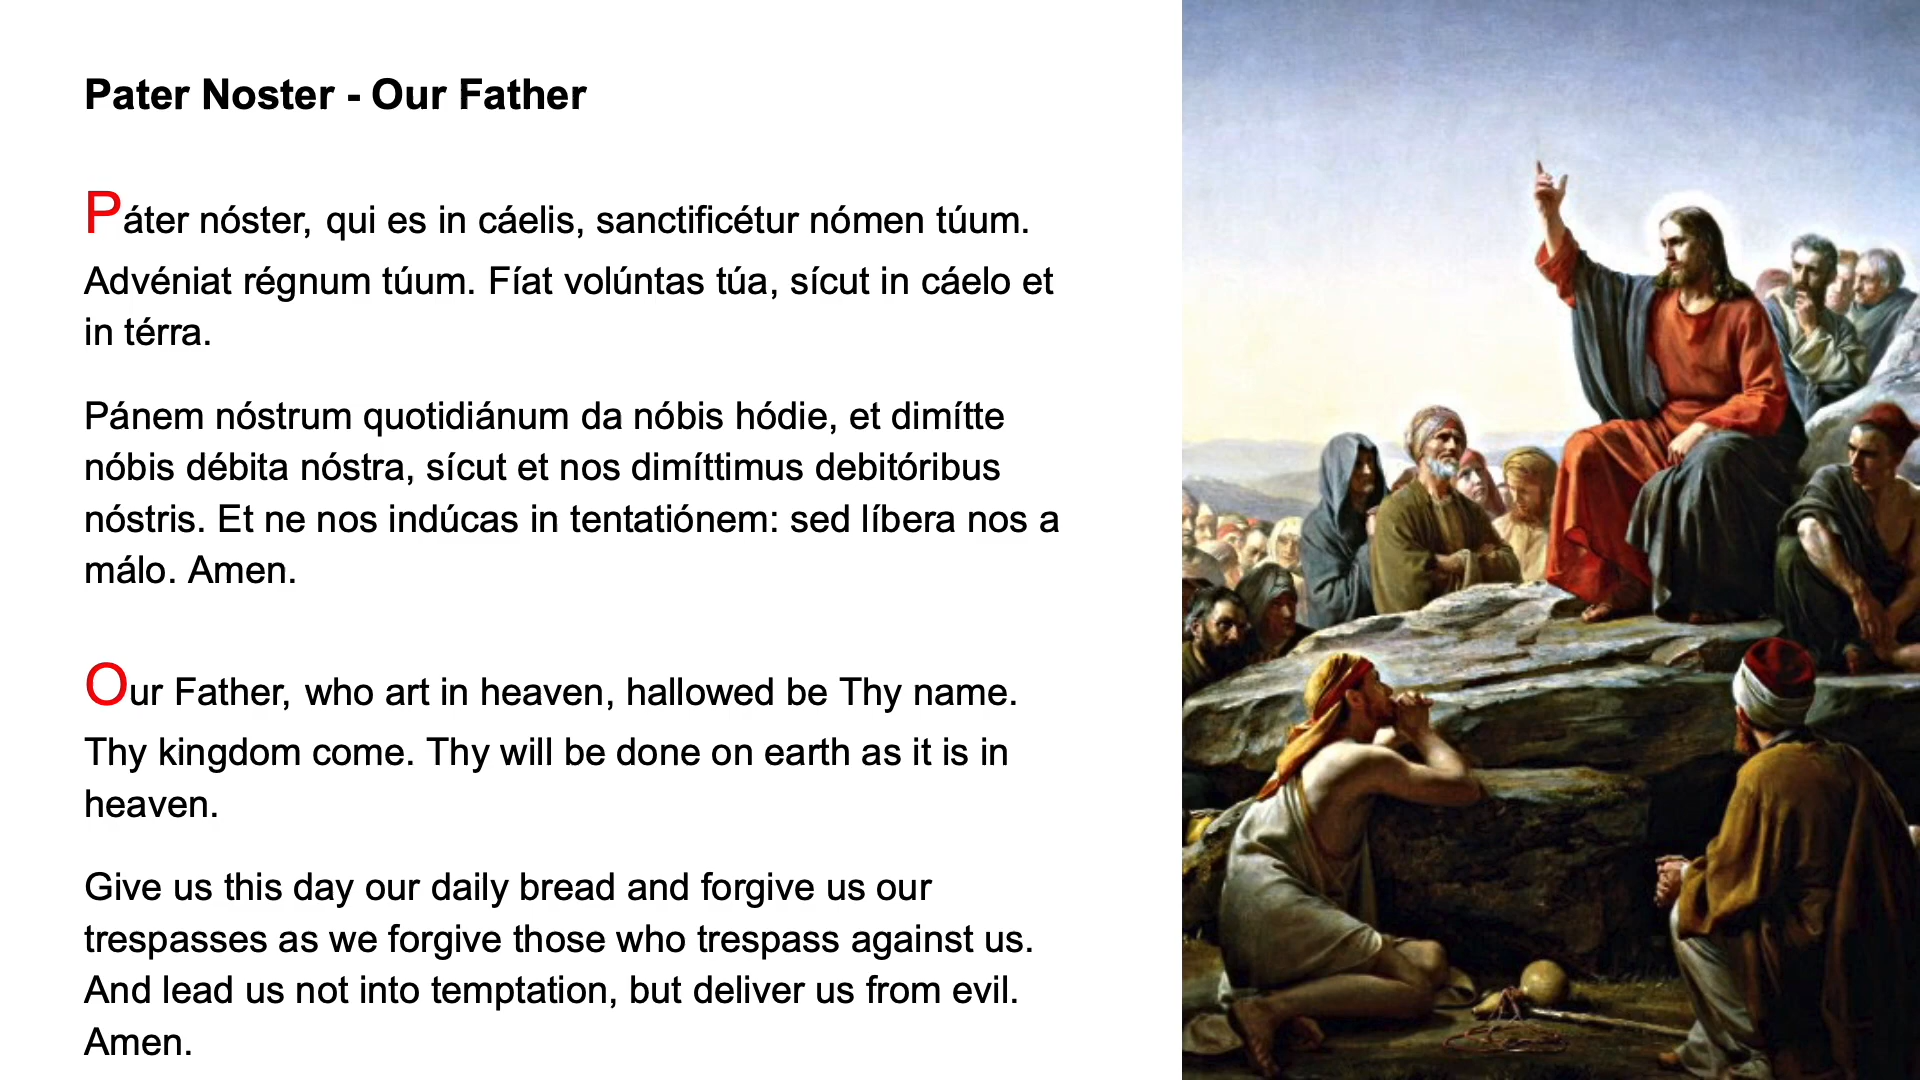 Pater Noster - Our Father
Páter nóster, qui es in cáelis, sanctificétur nómen túum.
Advéniat régnum túum. Fíat volúntas túa, sícut in cáelo et
in térra.
Pánem nóstrum quotidiánum da nóbis hódie, et dimítte
nóbis débita nóstra, sícut et nos dimíttimus debitóribus
nóstris. Et ne nos indúcas in tentatiónem: sed líbera nos a
málo. Amen.
Our Father, who art in heaven, hallowed be Thy name.
Thy kingdom come. Thy will be done on earth as it is in
heaven.
Give us this day our daily bread and forgive us our
trespasses as we forgive those who trespass against us.
And lead us not into temptation, but deliver us from evil.
Amen.